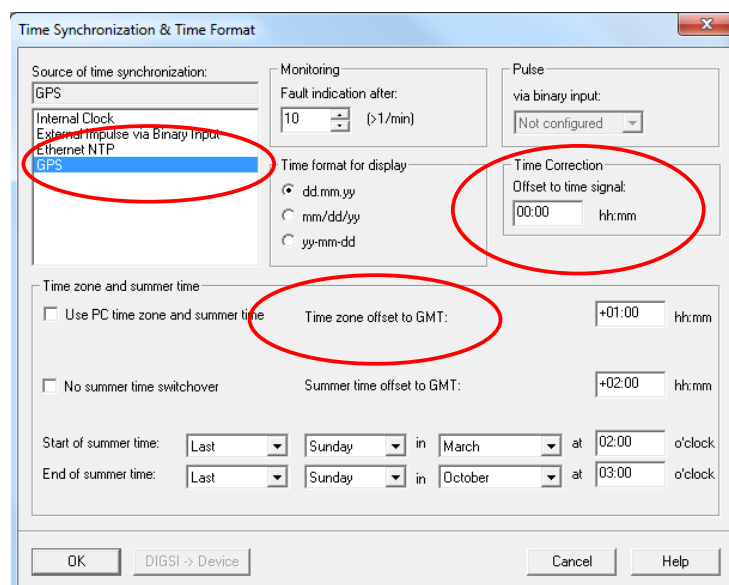 Time Synchronization & Time Format
Source of time synchronization:
GPS
Internal Clock
External Impulse via Binary Input
Ethernet NTP
GPS
Monitoring
Fault indication after:
10 (>1/min)
Pulse
via binary input:
Not configured
Time format for display
dd.mm.yy
mm/dd/yy
yy-mm-dd
Time Correction
Offset to time signal:
00:00 hh:mm
Time zone and summer time
Use PC time zone and summer time
Time zone offset to GMT: +01:00 hh:mm
No summer time switchover
Summer time offset to GMT: +02:00 hh:mm
Start of summer time: Last Sunday in March at 02:00 o'clock
End of summer time: Last Sunday in October at 03:00 o'clock
OK DIGSI -> Device Cancel Help